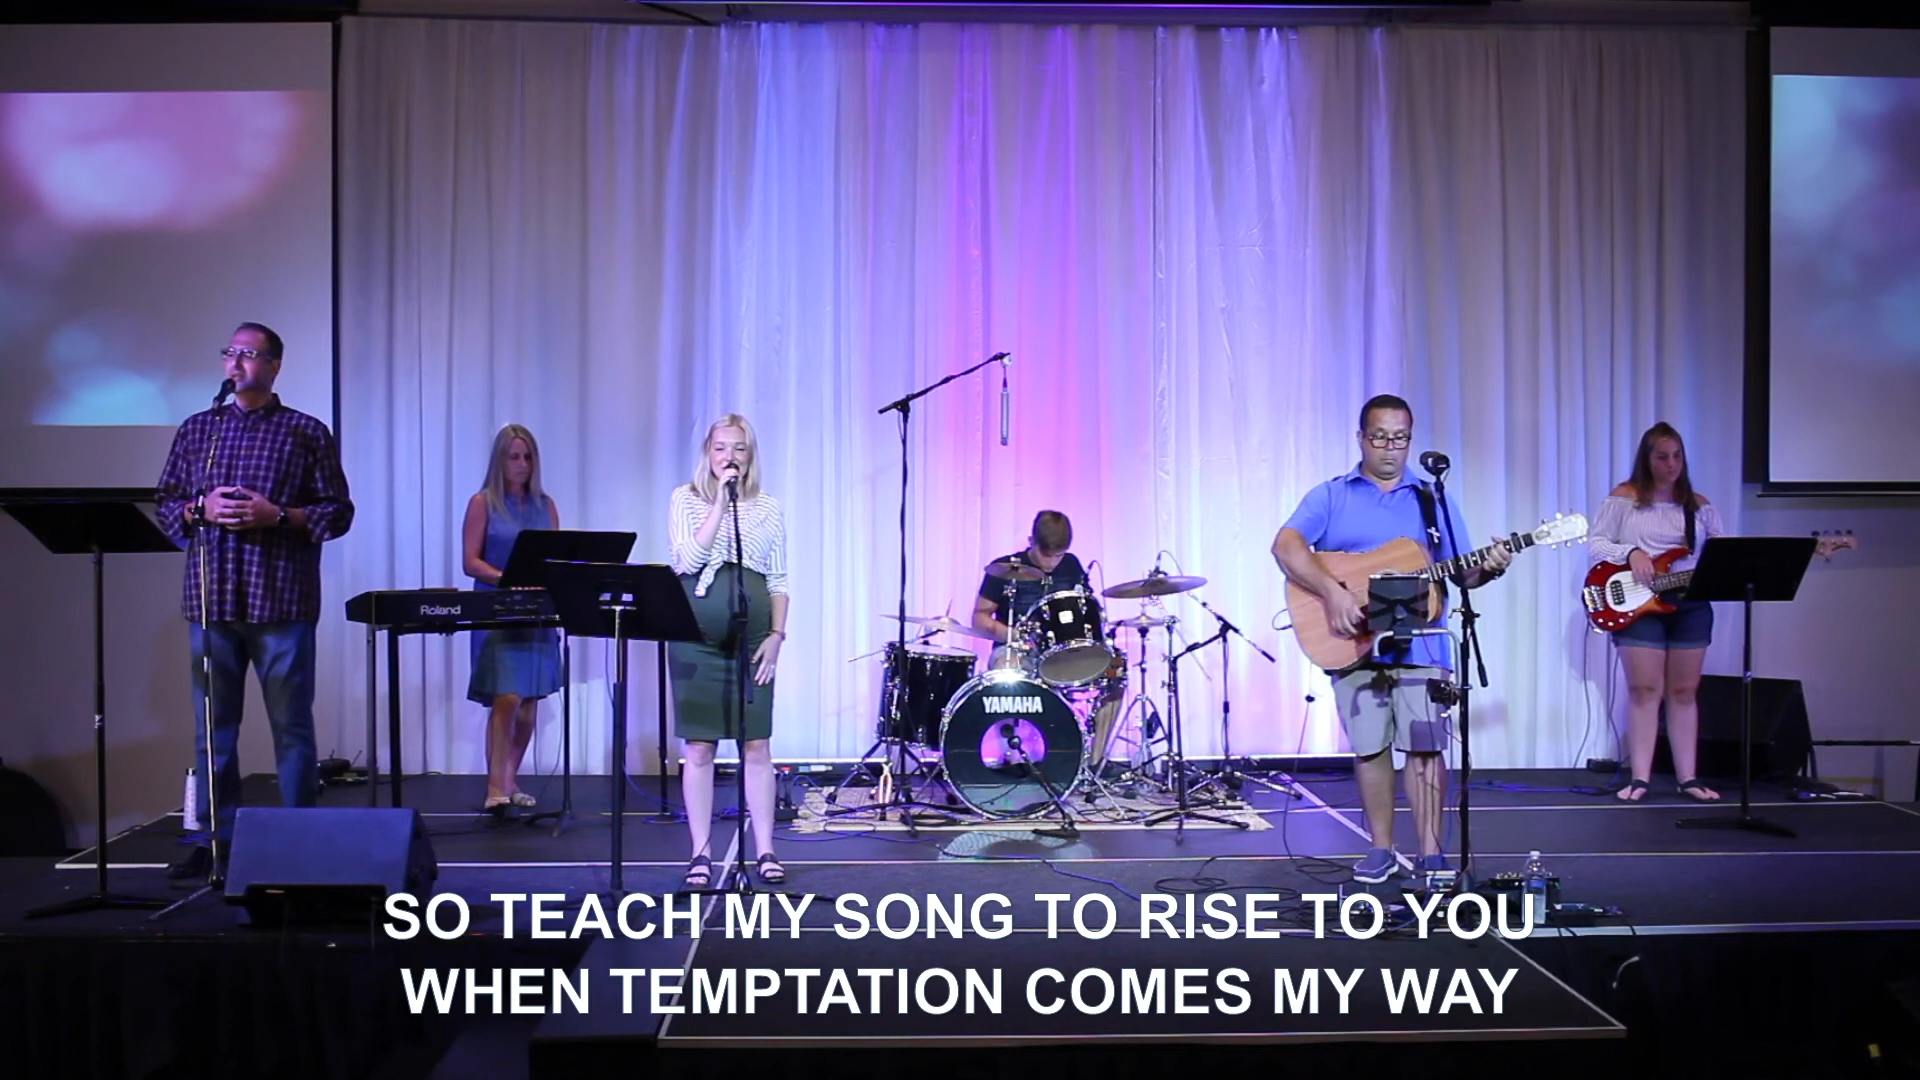 Roland
YAMAHA
SO TEACH MY SONG TO RISE TO YOU
WHEN TEMPTATION COMES MY WAY